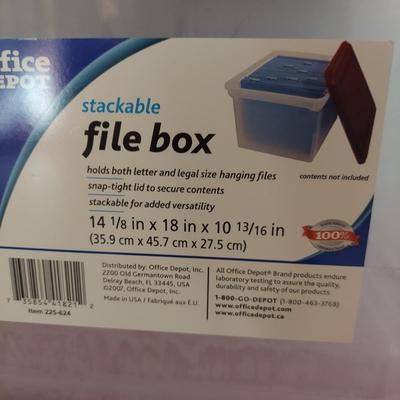 ffice
DEPOT
stackable
file box
holds both letter and legal size hanging files
snap-tight lid to secure contents
stackable for added versatility
contents not included
14 1/8 in x 18 in x 10 13/16 in
(35.9 cm x 45.7 cm x 27.5 cm)
100%
Distributed by: Office Depot, Inc.
2200 Old Germantown Road
Delray Beach, FL 33445, USA
©2007, Office Depot, Inc.
Made in USA / Fabriqué aux É.U.
All Office Depot® Brand products endure
laboratory testing to assure the quality,
durability and safety of our products.
1-800-GO-DEPOT (1-800-463-3768)
www.officedepot.com
www.officedepot.ca
7 35854 41821 2
Item 225-624